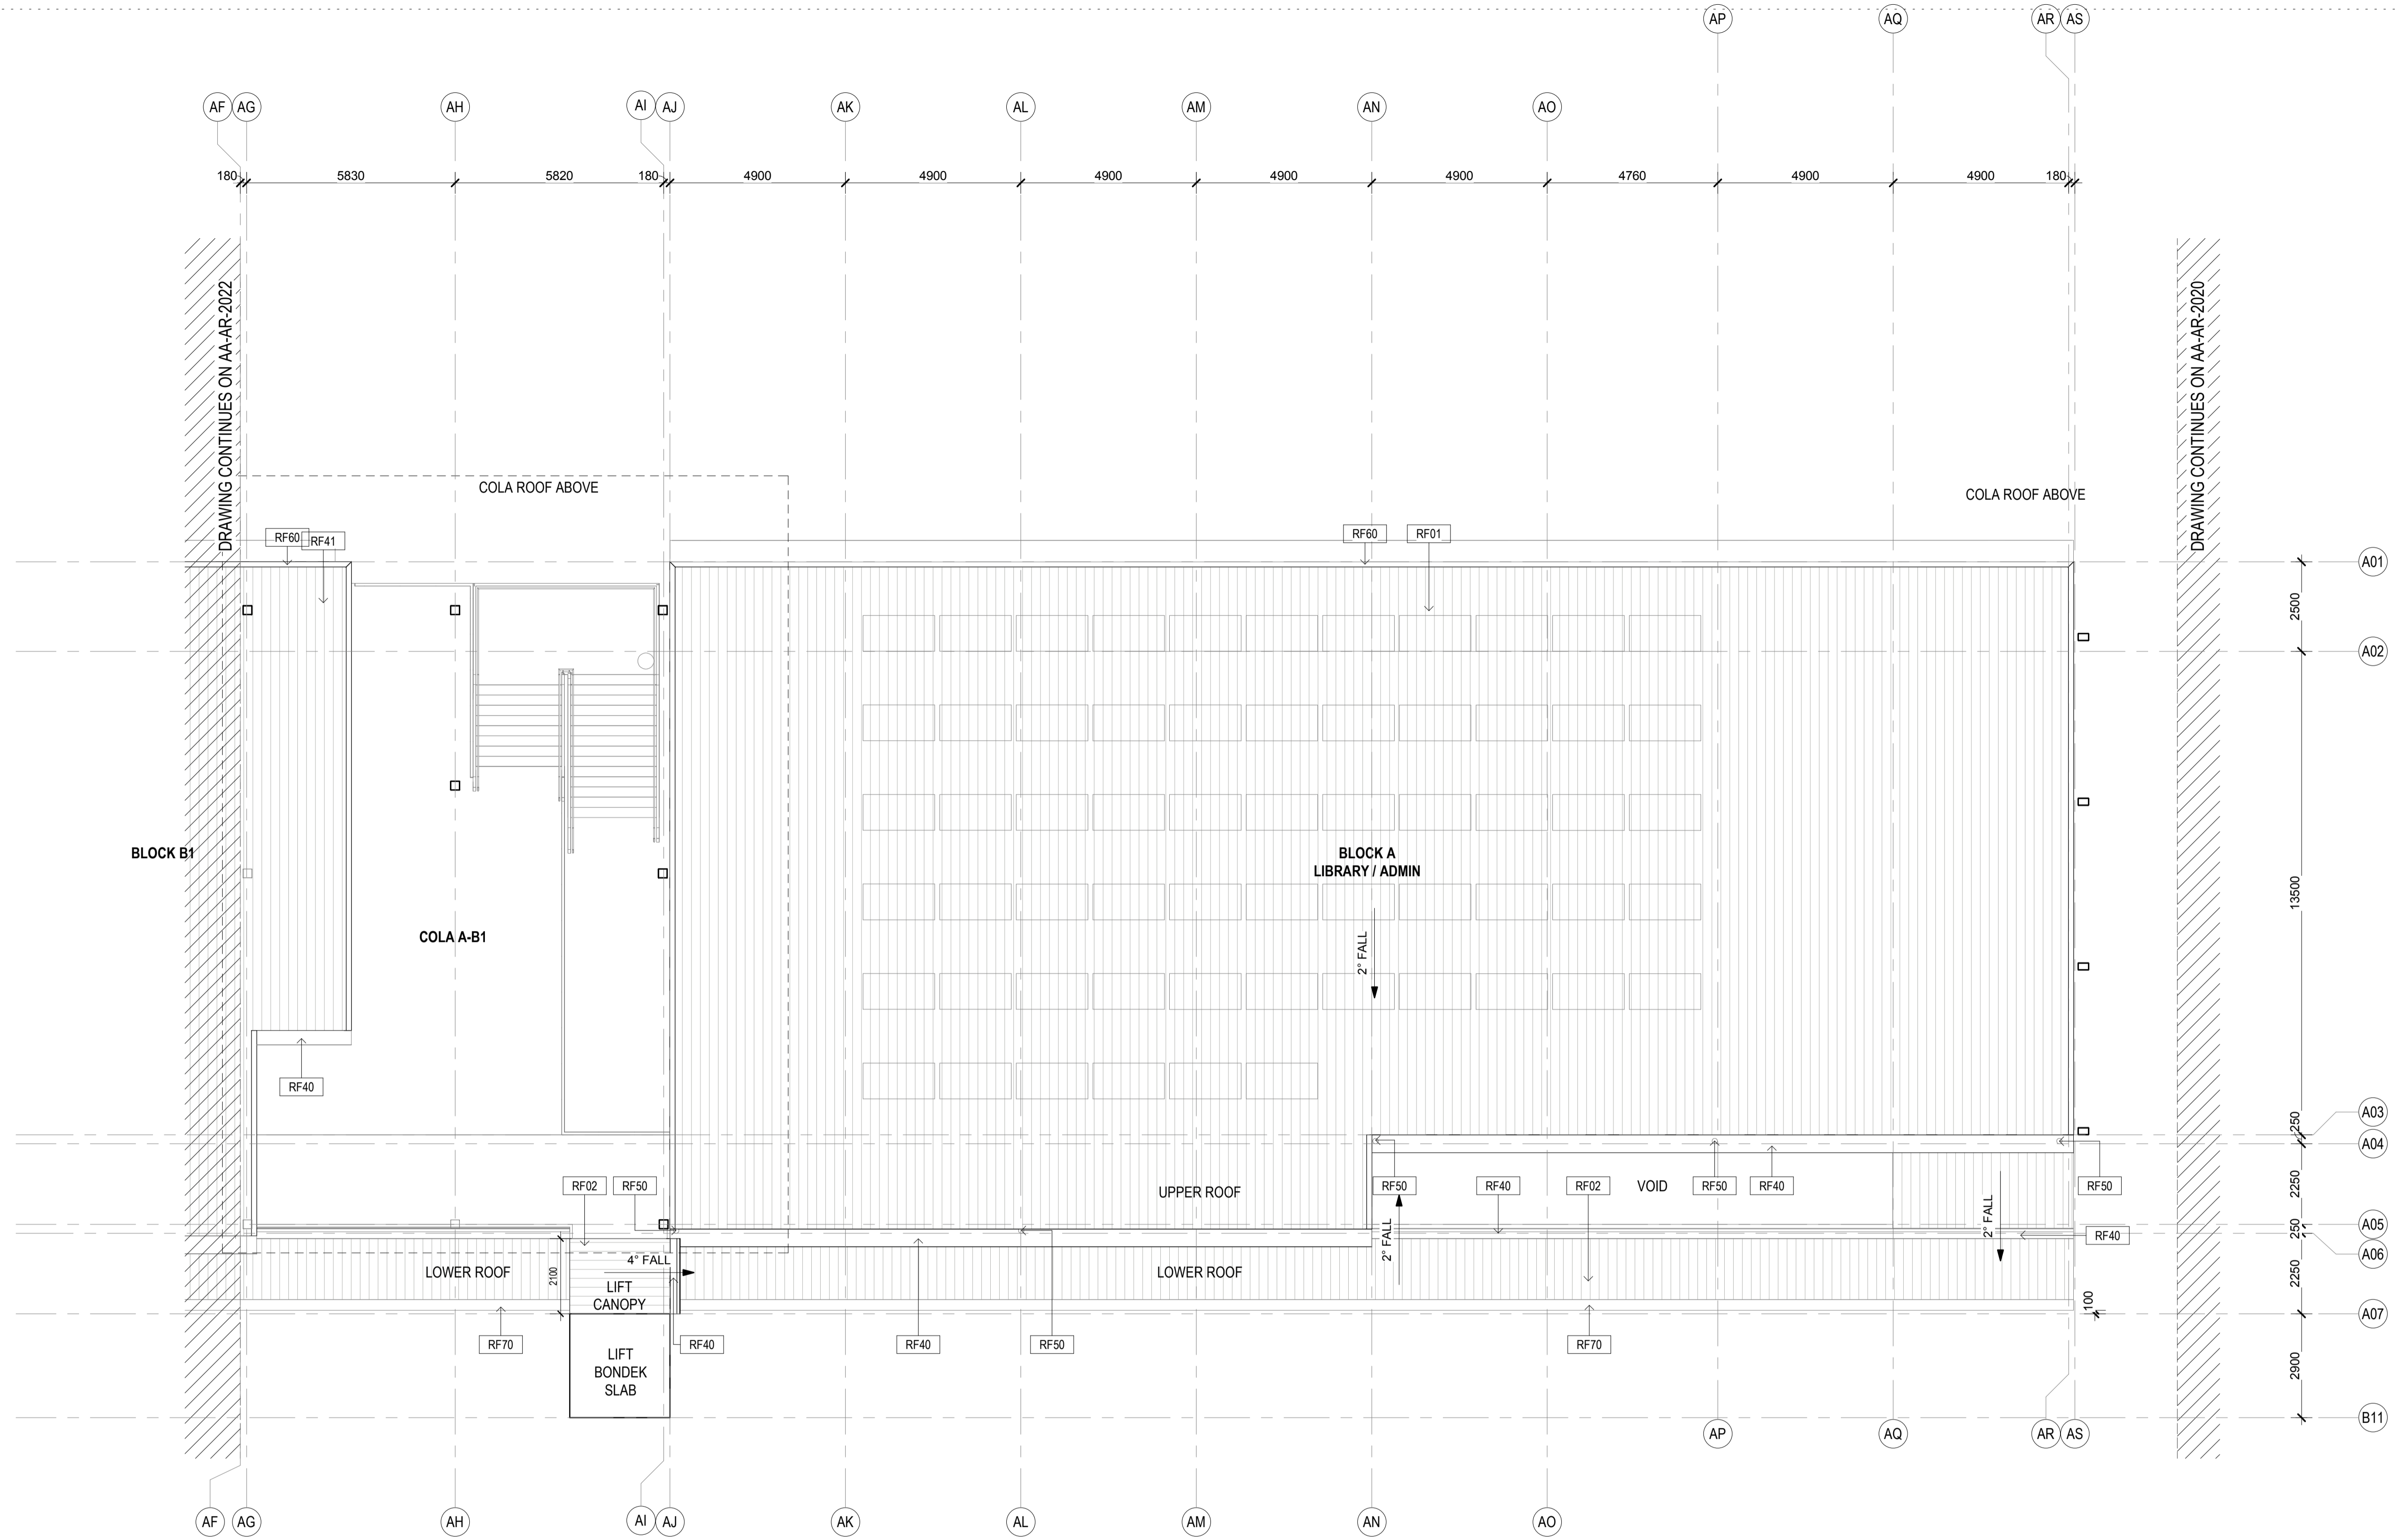 AP
AQ
AR
AS
AF
AG
AH
AI
AJ
AK
AL
AM
AN
AO
180
5830
5820
180
4900
4900
4900
4900
4900
4760
4900
4900
180
DRAWING CONTINUES ON AA-AR-2022
DRAWING CONTINUES ON AA-AR-2020
COLA ROOF ABOVE
COLA ROOF ABOVE
RF60
RF41
RF60
RF01
A01
2500
A02
BLOCK B1
BLOCK A
LIBRARY / ADMIN
13500
COLA A-B1
2° FALL
RF40
A03
250
A04
RF02
RF50
UPPER ROOF
RF50
RF40
RF02
VOID
RF50
RF40
RF50
2250
A05
2° FALL
2° FALL
RF40
250
A06
4° FALL
LOWER ROOF
2100
LOWER ROOF
2250
LIFT
CANOPY
100
A07
RF70
RF40
RF40
RF50
RF70
LIFT
BONDEK
SLAB
2900
B11
AP
AQ
AR
AS
AF
AG
AH
AI
AJ
AK
AL
AM
AN
AO